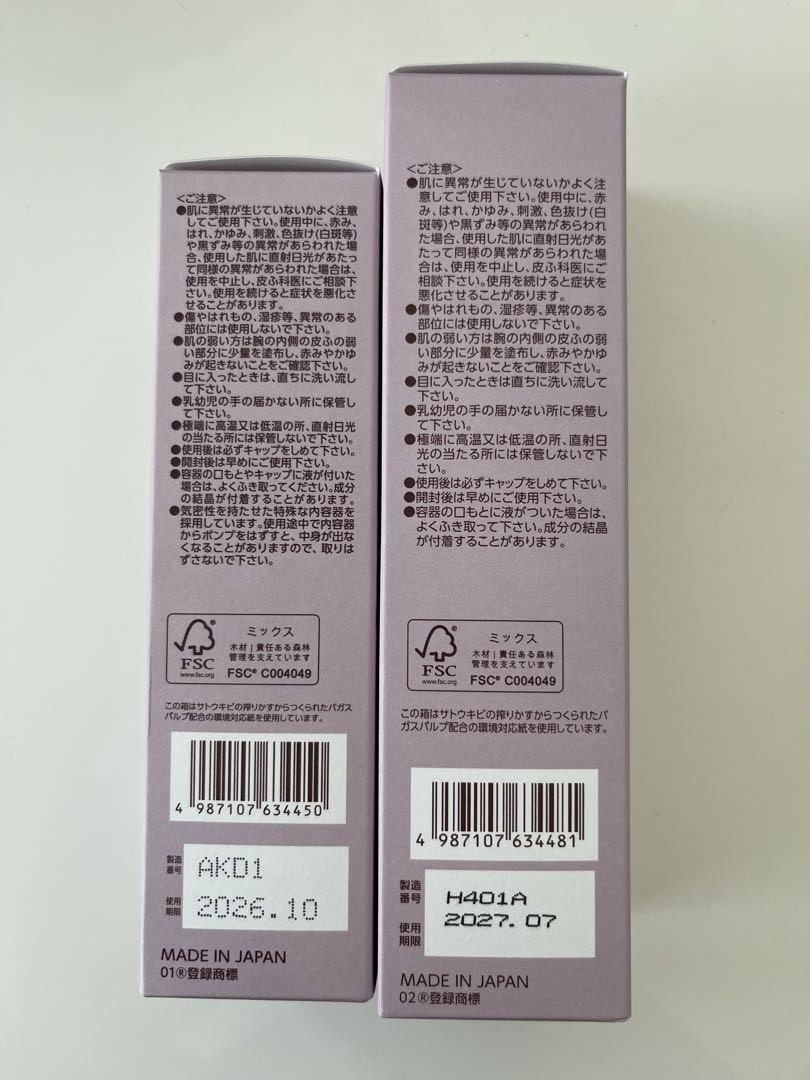 <ご注意>
●肌に異常が生じていないかよく注意
してご使用下さい。使用中に、赤み、
はれ、かゆみ、刺激、色抜け(白斑等)
や黒ずみ等の異常があらわれた場
合、使用した肌に直射日光があたっ
て同様の異常があらわれた場合は、
使用を中止し、皮ふ科医にご相談下
さい。使用を続けると症状を悪化さ
せることがあります。
●傷やはれもの、湿疹等、異常のある
部位には使用しないで下さい。
●肌の弱い方は腕の内側の皮ふの弱
い部分に少量を塗布し、赤みやかゆ
みが起きないことをご確認下さい。
●目に入ったときは、直ちに洗い流し
て下さい。
●乳幼児の手の届かない所に保管し
て下さい。
●極端に高温又は低温の所、直射日光
の当たる所には保管しないで下さい。
●使用後は必ずキャップをしめて下さい。
●開封後は早めにご使用下さい。
●容器の口もとやキャップに液が付いた
場合は、よくふき取ってください。成分
の結晶が付着することがあります。
●気密性を持たせた特殊な内容器を
採用しています。使用途中で内容器
からポンプをはずすと、中身が出な
くなることがありますので、取りは
ずさないで下さい。
FSC
www.fsc.org
ミックス
木材|責任ある森林
管理を支えています
FSC® C004049
この箱はサトウキビの搾りかすからつくられたバガス
パルプ配合の環境対応紙を使用しています。
4 987107 634450
製造
番号
AKD1
使用
期限
2026.10
MADE IN JAPAN
01®登録商標
<ご注意>
●肌に異常が生じていないかよく注
意してご使用下さい。使用中に、赤
み、はれ、かゆみ、刺激、色抜け(白
斑等)や黒ずみ等の異常があらわれ
た場合、使用した肌に直射日光があ
たって同様の異常があらわれた場
合は、使用を中止し、皮ふ科医にご
相談下さい。使用を続けると症状を
悪化させることがあります。
●傷やはれもの、湿疹等、異常のある
部位には使用しないで下さい。
●肌の弱い方は腕の内側の皮ふの弱
い部分に少量を塗布し、赤みやかゆ
みが起きないことをご確認下さい。
●目に入ったときは直ちに洗い流して
下さい。
●乳幼児の手の届かない所に保管し
て下さい。
●極端に高温又は低温の所、直射日
光の当たる所には保管しないで下
さい。
●使用後は必ずキャップをしめて下さい。
●開封後は早めにご使用下さい。
●容器の口もとに液がついた場合は、
よくふき取って下さい。成分の結晶
が付着することがあります。
FSC
www.fsc.org
ミックス
木材|責任ある森林
管理を支えています
FSC® C004049
この箱はサトウキビの搾りかすからつくられたバ
ガスパルプ配合の環境対応紙を使用しています。
4 987107 634481
製造
番号
H401A
使用
期限
2027.07
MADE IN JAPAN
02®登録商標